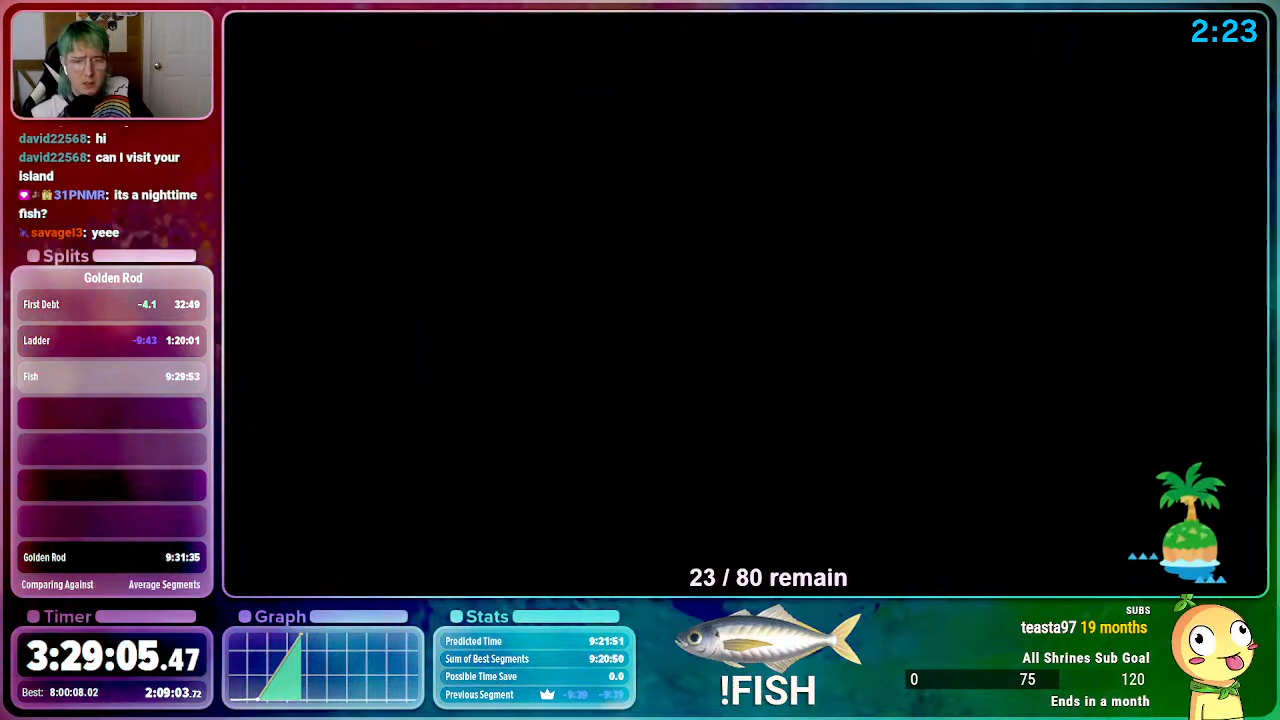 2:23
david22568: hi
david22568: can I visit your
island
31PNMR: its a nighttime
fish?
savagel3: yeee
Splits
Golden Rod
First Debt -4.1 32:49
Ladder -9:43 1:20:01
Fish 9:29:53
Golden Rod 9:31:35
Comparing Against Average Segments
23 / 80 remain
Timer
3:29:05.47
Best: 8:00:08.02 2:09:03.72
Graph
Stats
Predicted Time 9:21:51
Sum of Best Segments 9:20:50
Possible Time Save 0.0
Previous Segment -9:39 -9:39
!FISH
SUBS
teasta97 19 months
All Shrines Sub Goal
0 75 120
Ends in a month